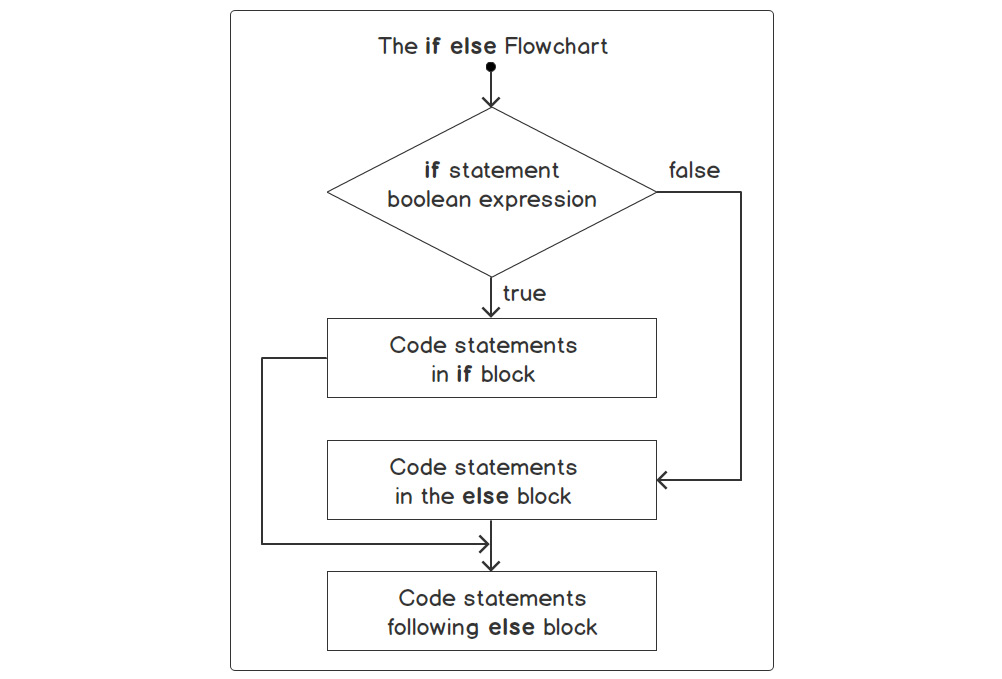 The if else Flowchart
if statement
boolean expression
false
true
Code statements
in if block
Code statements
in the else block
Code statements
following else block